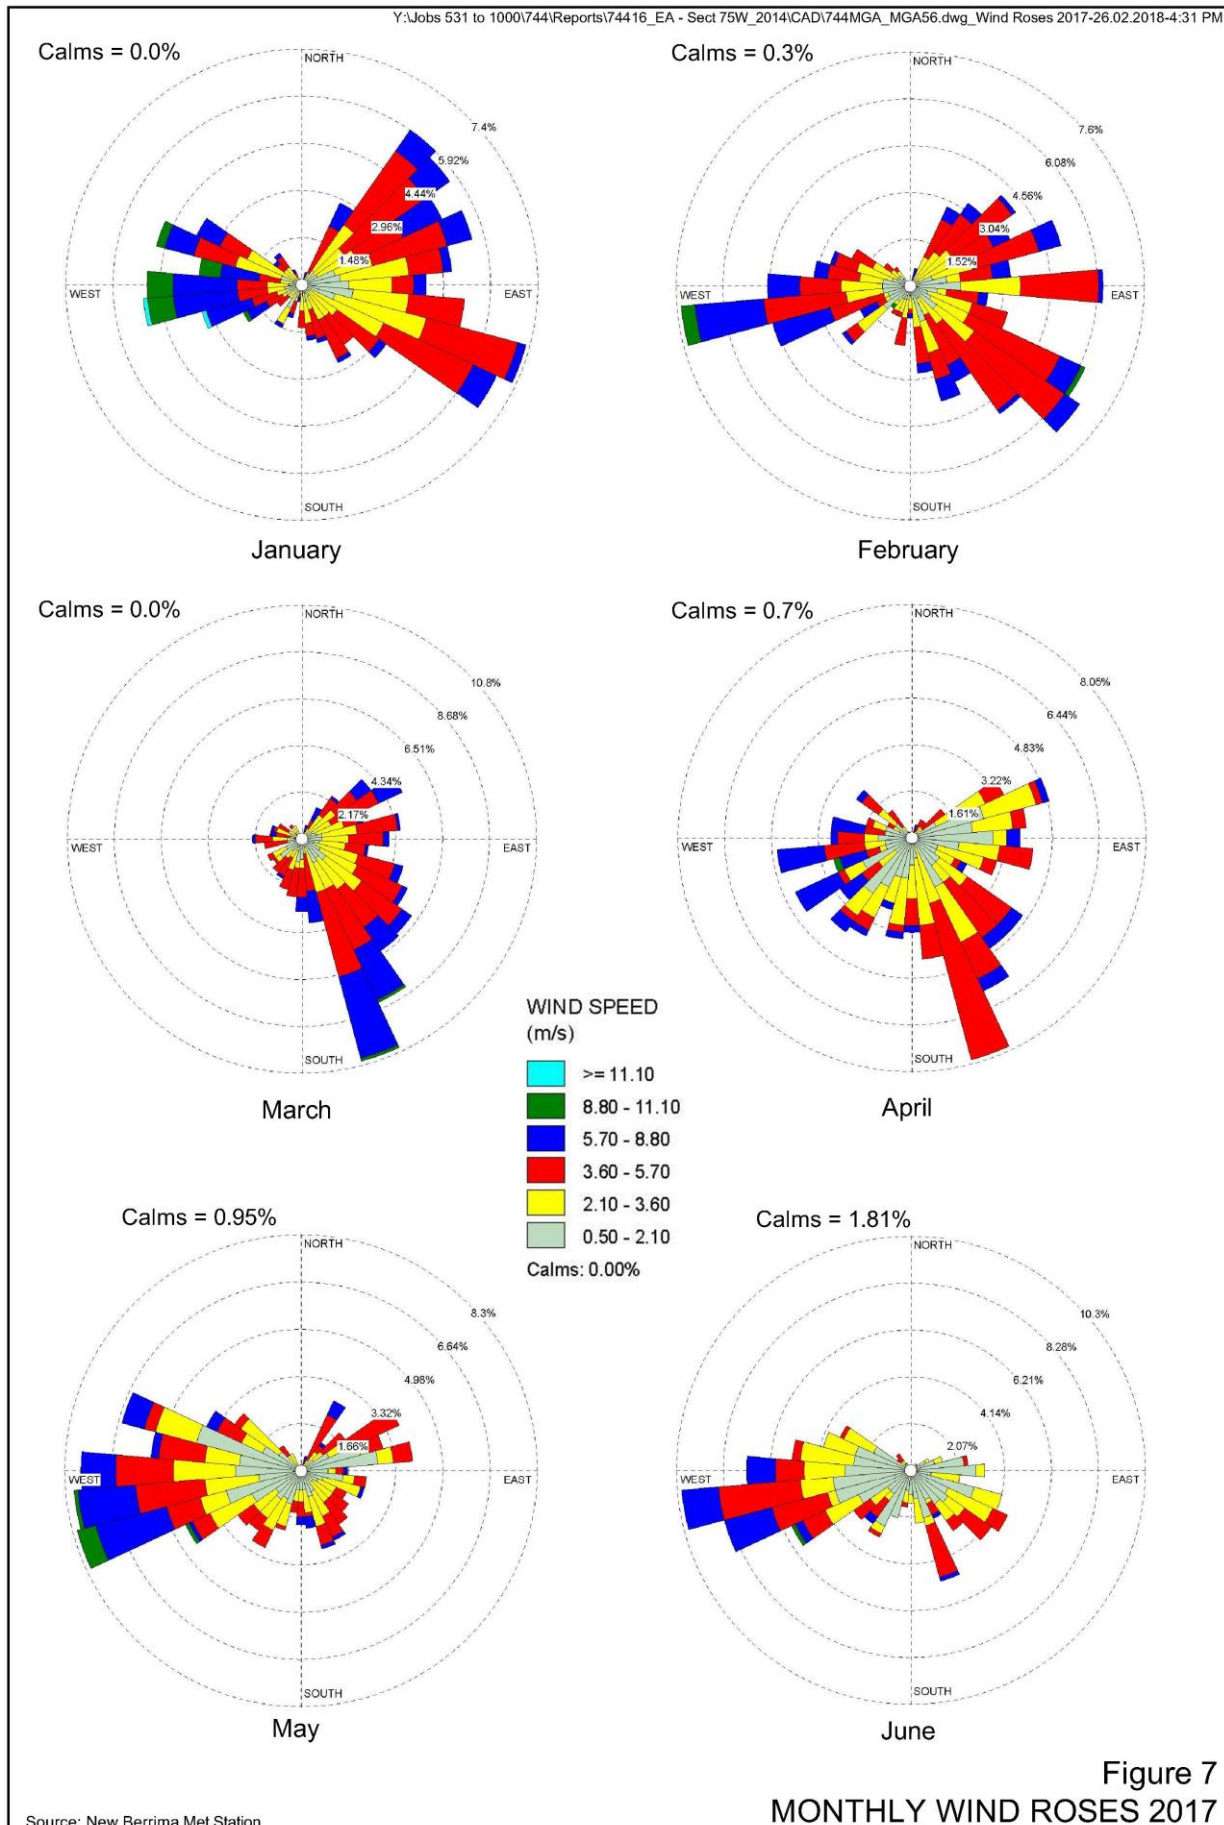 Y:\Jobs 531 to 1000\744\Reports\74416_EA - Sect 75W_2014\CAD\744MGA_MGA56.dwg_Wind Roses 2017-26.02.2018-4:31 PM
Calms = 0.0%
NORTH
7.4%
5.92%
4.44%
2.96%
1.48%
WEST
EAST
SOUTH
January
Calms = 0.3%
NORTH
7.6%
6.08%
4.56%
3.04%
1.52%
WEST
EAST
SOUTH
February
Calms = 0.0%
NORTH
10.8%
8.68%
6.51%
4.34%
2.17%
WEST
EAST
SOUTH
March
Calms = 0.7%
NORTH
8.05%
6.44%
4.83%
3.22%
1.61%
WEST
EAST
SOUTH
April
WIND SPEED
(m/s)
>= 11.10
8.80 - 11.10
5.70 - 8.80
3.60 - 5.70
2.10 - 3.60
0.50 - 2.10
Calms: 0.00%
Calms = 0.95%
NORTH
8.3%
6.64%
4.98%
3.32%
1.66%
WEST
EAST
SOUTH
May
Calms = 1.81%
NORTH
10.3%
8.28%
6.21%
4.14%
2.07%
WEST
EAST
SOUTH
June
Figure 7
MONTHLY WIND ROSES 2017
Source: New Berrima Met Station